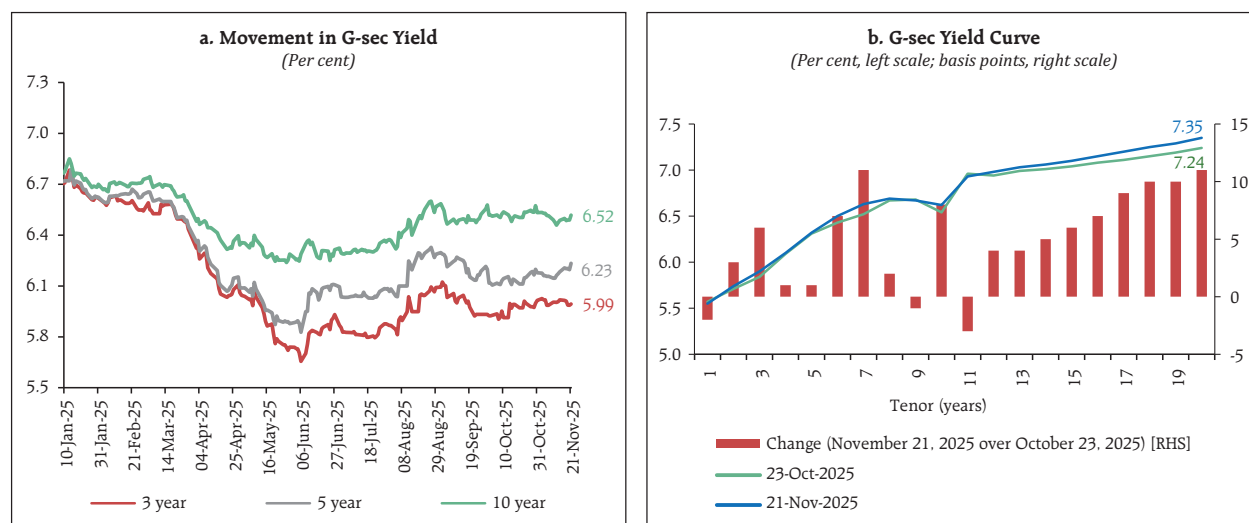 a. Movement in G-sec Yield
(Per cent)
7.3
7.0
6.7
6.4
6.1
5.8
5.5
6.52
6.23
5.99
10-Jan-25
31-Jan-25
21-Feb-25
14-Mar-25
04-Apr-25
25-Apr-25
16-May-25
06-Jun-25
27-Jun-25
18-Jul-25
08-Aug-25
29-Aug-25
19-Sep-25
10-Oct-25
31-Oct-25
21-Nov-25
3 year
5 year
10 year
b. G-sec Yield Curve
(Per cent, left scale; basis points, right scale)
7.5
7.0
6.5
6.0
5.5
5.0
7.35
7.24
15
10
5
0
-5
1
3
5
7
9
11
13
15
17
19
Tenor (years)
Change (November 21, 2025 over October 23, 2025) [RHS]
23-Oct-2025
21-Nov-2025